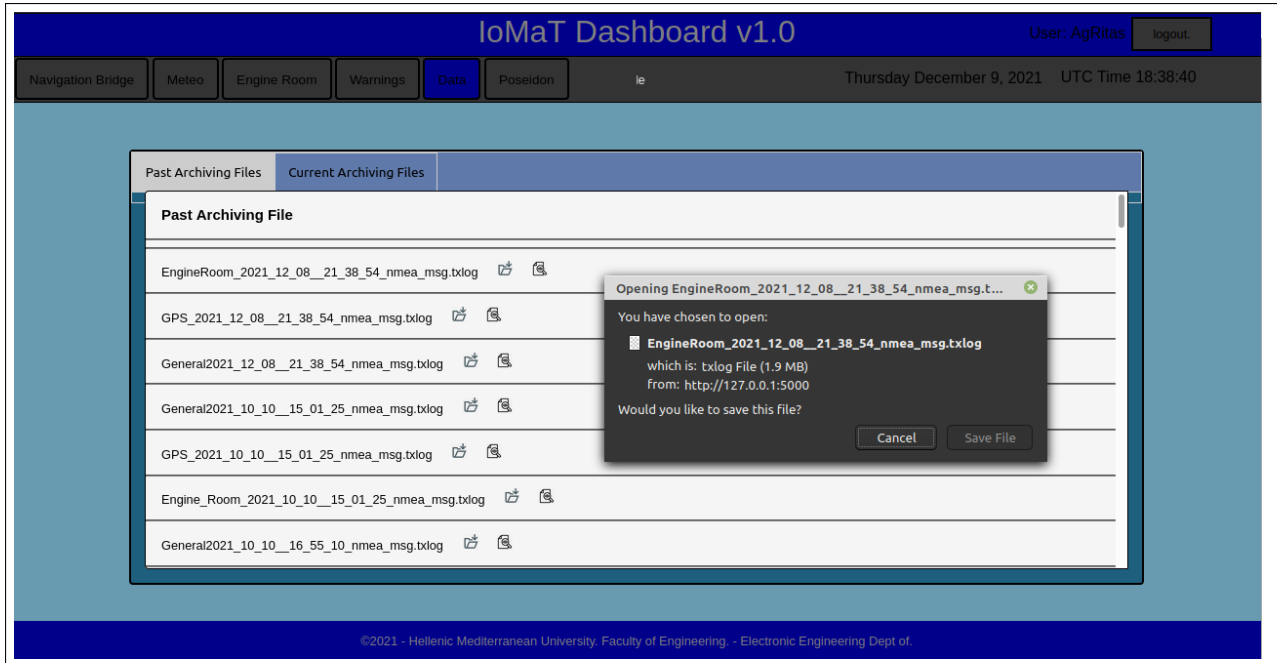 IoMaT Dashboard v1.0
User: AgRitas
logout.
Navigation Bridge
Meteo
Engine Room
Warnings
Data
Poseidon
le
Thursday December 9, 2021
UTC Time 18:38:40
Past Archiving Files
Current Archiving Files
Past Archiving File
EngineRoom_2021_12_08__21_38_54_nmea_msg.txlog
GPS_2021_12_08__21_38_54_nmea_msg.txlog
General2021_12_08__21_38_54_nmea_msg.txlog
General2021_10_10__15_01_25_nmea_msg.txlog
GPS_2021_10_10__15_01_25_nmea_msg.txlog
Engine_Room_2021_10_10__15_01_25_nmea_msg.txlog
General2021_10_10__16_55_10_nmea_msg.txlog
Opening EngineRoom_2021_12_08__21_38_54_nmea_msg.t...
You have chosen to open:
EngineRoom_2021_12_08__21_38_54_nmea_msg.txlog
which is: txlog File (1.9 MB)
from: http://127.0.0.1:5000
Would you like to save this file?
Cancel
Save File
©2021 - Hellenic Mediterranean University. Faculty of Engineering. - Electronic Engineering Dept of.